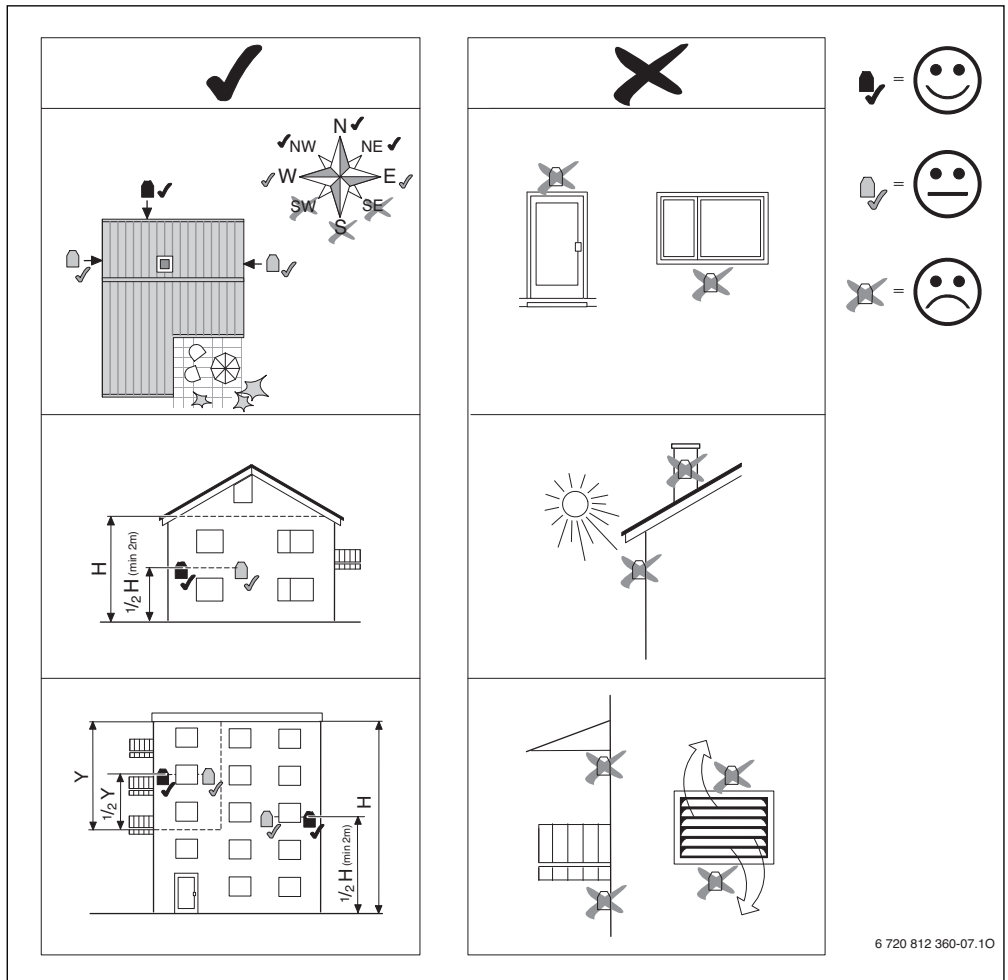 N
NW NE
W E
SW SE
S
=
=
=
H
1/2 H (min 2m)
Y
1/2 Y
1/2 H (min 2m)
H
6 720 812 360-07.1O